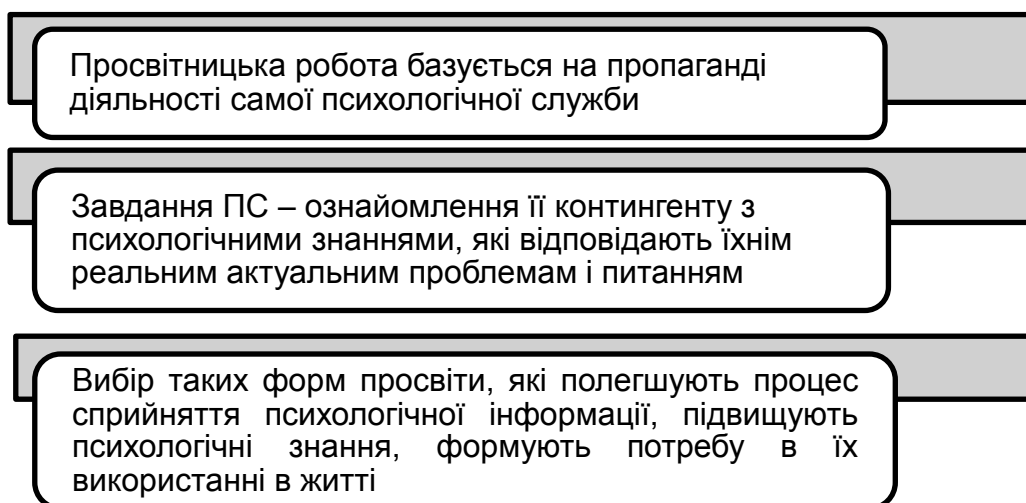 Просвітницька робота базується на пропаганді
діяльності самої психологічної служби
Завдання ПС – ознайомлення її контингенту з
психологічними знаннями, які відповідають їхнім
реальним актуальним проблемам і питанням
Вибір таких форм просвіти, які полегшують процес
сприйняття психологічної інформації, підвищують
психологічні знання, формують потребу в їх
використанні в житті